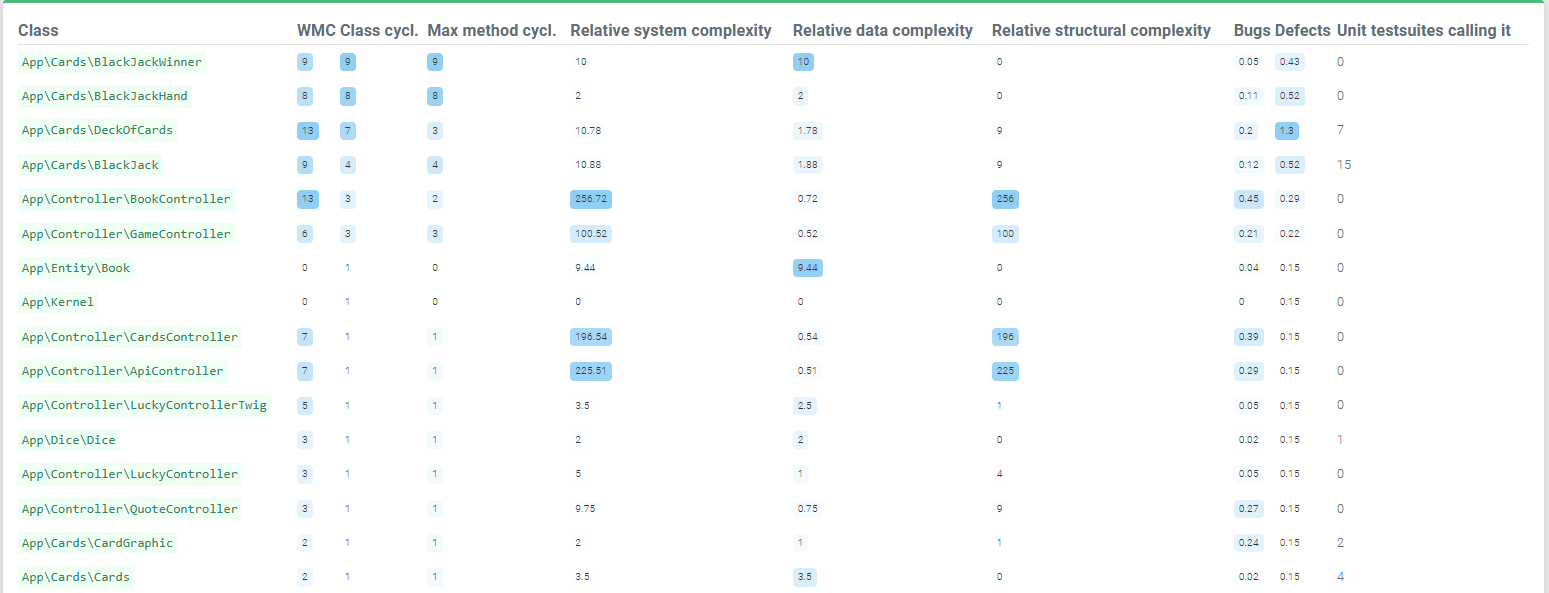 Class WMC Class cycl. Max method cycl. Relative system complexity Relative data complexity Relative structural complexity Bugs Defects Unit testsuites calling it
App\Cards\BlackJackWinner 9 9 9 10 10 0 0.05 0.43 0
App\Cards\BlackJackHand 8 8 8 2 2 0 0.11 0.52 0
App\Cards\DeckOfCards 13 7 3 10.78 1.78 9 0.2 1.3 7
App\Cards\BlackJack 9 4 4 10.88 1.88 9 0.12 0.52 15
App\Controller\BookController 13 3 2 256.72 0.72 256 0.45 0.29 0
App\Controller\GameController 6 3 3 100.52 0.52 100 0.21 0.22 0
App\Entity\Book 0 1 0 9.44 9.44 0 0.04 0.15 0
App\Kernel 0 1 0 0 0 0 0 0.15 0
App\Controller\CardsController 7 1 1 196.54 0.54 196 0.39 0.15 0
App\Controller\ApiController 7 1 1 225.51 0.51 225 0.29 0.15 0
App\Controller\LuckyControllerTwig 5 1 1 3.5 2.5 1 0.05 0.15 0
App\Dice\Dice 3 1 1 2 2 0 0.02 0.15 1
App\Controller\LuckyController 3 1 1 5 1 4 0.05 0.15 0
App\Controller\QuoteController 3 1 1 9.75 0.75 9 0.27 0.15 0
App\Cards\CardGraphic 2 1 1 2 1 1 0.24 0.15 2
App\Cards\Cards 2 1 1 3.5 3.5 0 0.02 0.15 4